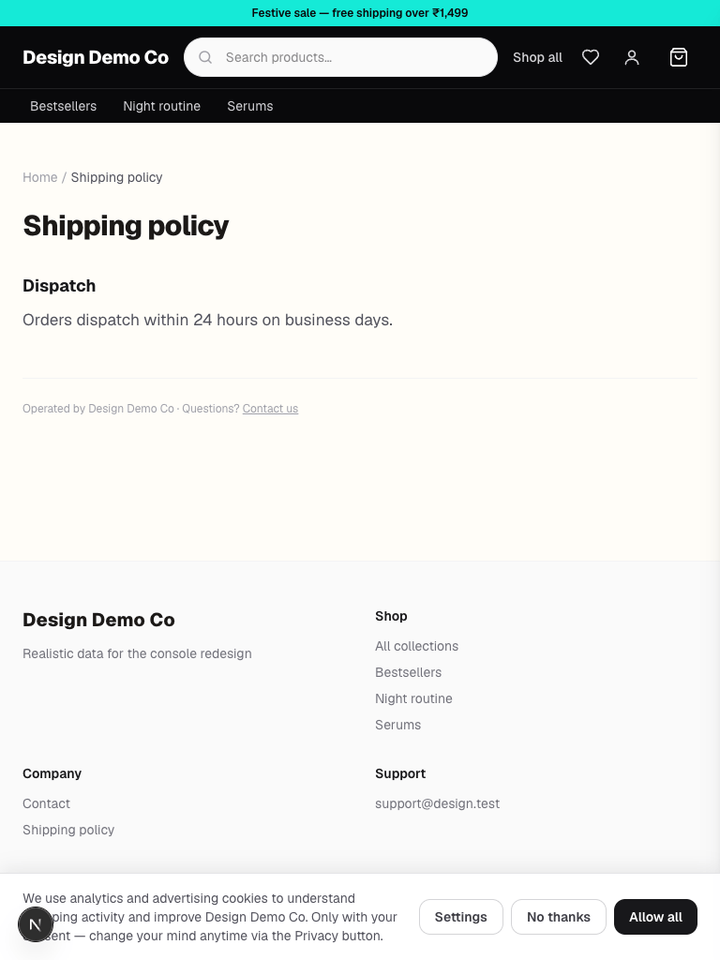 Festive sale — free shipping over ₹1,499
Design Demo Co
Search products...
Shop all
Bestsellers
Night routine
Serums
Home / Shipping policy
Shipping policy
Dispatch
Orders dispatch within 24 hours on business days.
Operated by Design Demo Co · Questions? Contact us
Design Demo Co
Realistic data for the console redesign
Shop
All collections
Bestsellers
Night routine
Serums
Company
Contact
Shipping policy
Support
support@design.test
We use analytics and advertising cookies to understand
activity and improve Design Demo Co. Only with your
— change your mind anytime via the Privacy button.
Settings
No thanks
Allow all
N